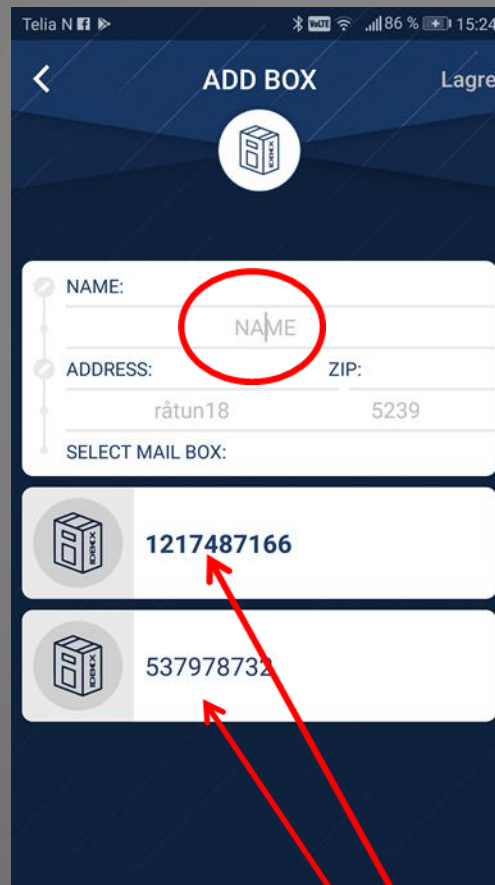 Telia N 86 % 15:24
ADD BOX Lagre
NAME:
NAME
ADDRESS: ZIP:
råtun18 5239
SELECT MAIL BOX:
1217487166
537978732